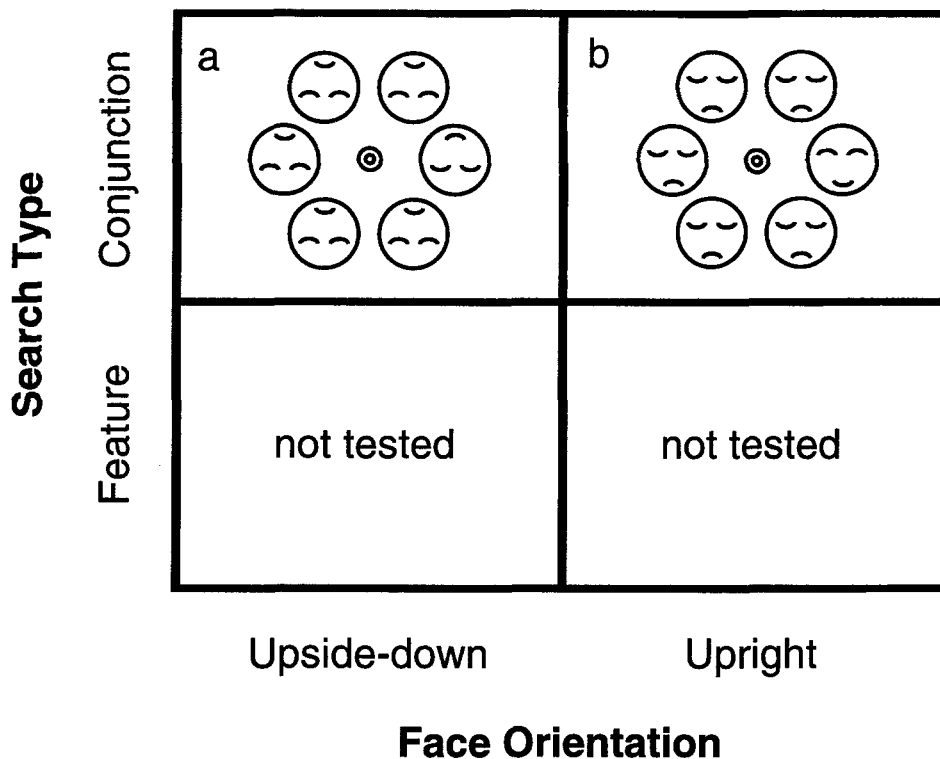 Search Type
Conjunction
a
b
Feature
not tested
not tested
Upside-down
Upright
Face Orientation